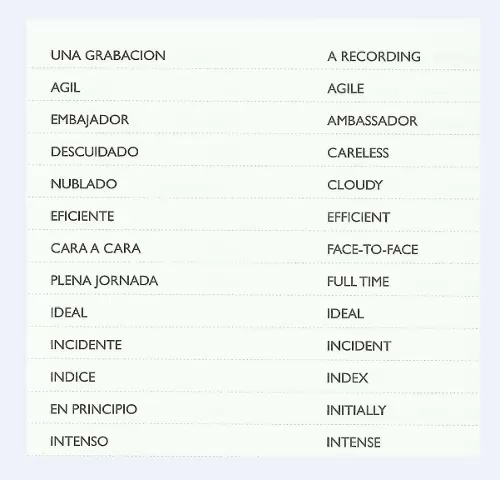 UNA GRABACION A RECORDING
AGIL AGILE
EMBAJADOR AMBASSADOR
DESCUIDADO CARELESS
NUBLADO CLOUDY
EFICIENTE EFFICIENT
CARA A CARA FACE-TO-FACE
PLENA JORNADA FULL TIME
IDEAL IDEAL
INCIDENTE INCIDENT
INDICE INDEX
EN PRINCIPIO INITIALLY
INTENSO INTENSE